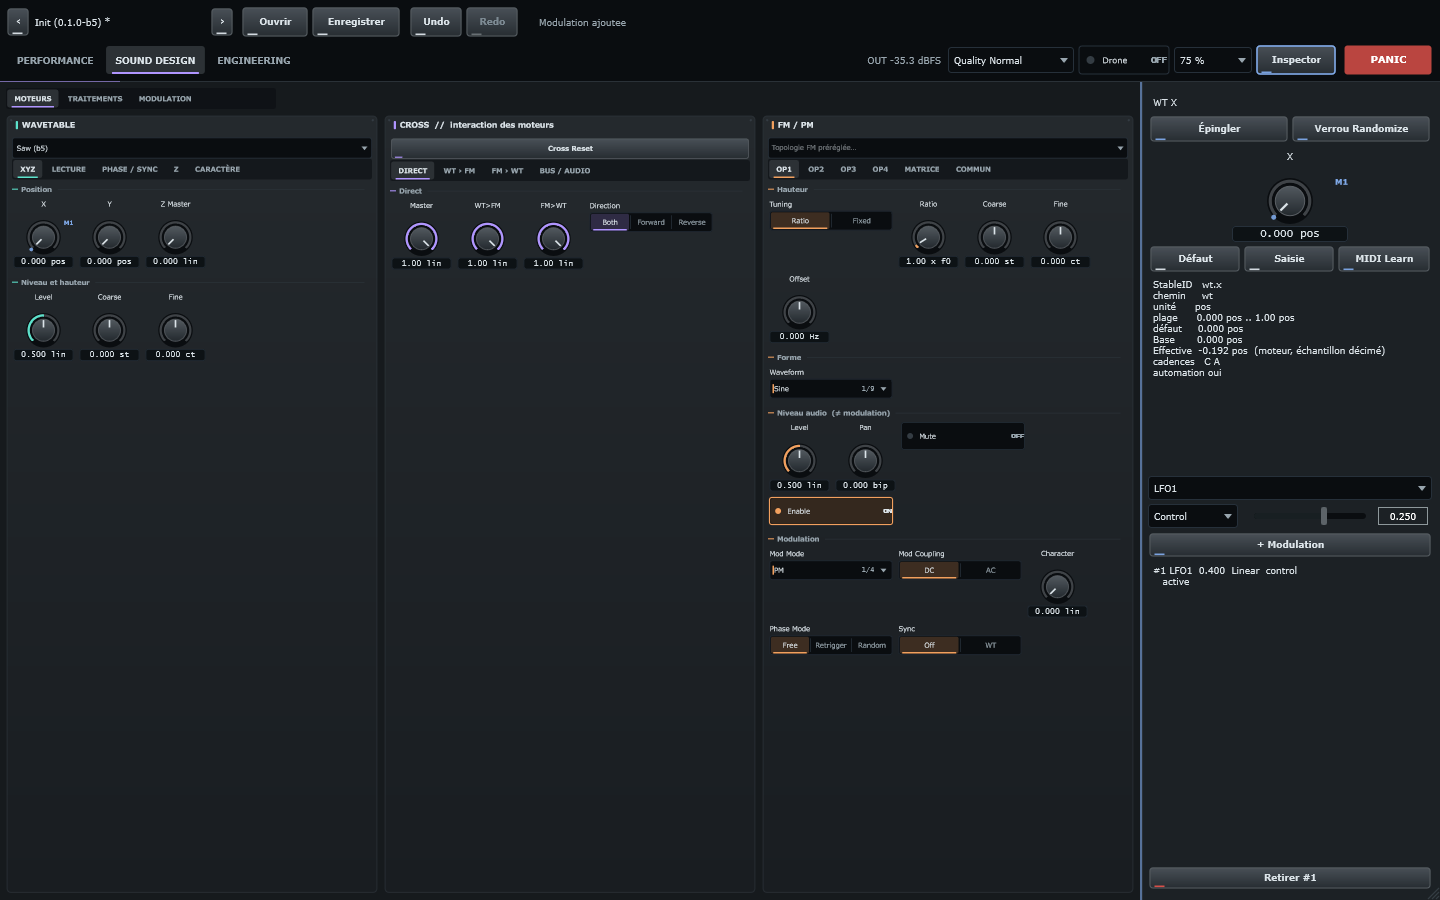 < Init (0.1.0-b5) * > Ouvrir Enregistrer Undo Redo Modulation ajoutee
PERFORMANCE SOUND DESIGN ENGINEERING OUT -35.3 dBFS Quality Normal Drone OFF 75 % Inspector PANIC
MOTEURS TRAITEMENTS MODULATION
WAVETABLE
Saw (b5)
XYZ LECTURE PHASE / SYNC Z CARACTÈRE
Position
X Y Z Master
M1
0.000 pos 0.000 pos 0.000 lin
Niveau et hauteur
Level Coarse Fine
0.500 lin 0.000 st 0.000 ct
CROSS // interaction des moteurs
Cross Reset
DIRECT WT › FM FM › WT BUS / AUDIO
Direct
Master WT>FM FM>WT Direction
Both Forward Reverse
1.00 lin 1.00 lin 1.00 lin
FM / PM
Topologie FM préréglée...
OP1 OP2 OP3 OP4 MATRICE COMMUN
Hauteur
Tuning Ratio Coarse Fine
Ratio Fixed
1.00 x f0 0.000 st 0.000 ct
Offset
0.000 Hz
Forme
Waveform
Sine 1/9
Niveau audio (≠ modulation)
Level Pan
Mute OFF
0.500 lin 0.000 bip
Enable ON
Modulation
Mod Mode Mod Coupling Character
PM 1/4 DC AC
0.000 lin
Phase Mode Sync
Free Retrigger Random Off WT
WT X
Épingler Verrou Randomize
X
M1
0.000 pos
Défaut Saisie MIDI Learn
StableID wt.x
chemin wt
unité pos
plage 0.000 pos .. 1.00 pos
défaut 0.000 pos
Base 0.000 pos
Effective -0.192 pos (moteur, échantillon décimé)
cadences C A
automation oui
LFO1
Control 0.250
+ Modulation
#1 LFO1 0.400 Linear control
active
Retirer #1